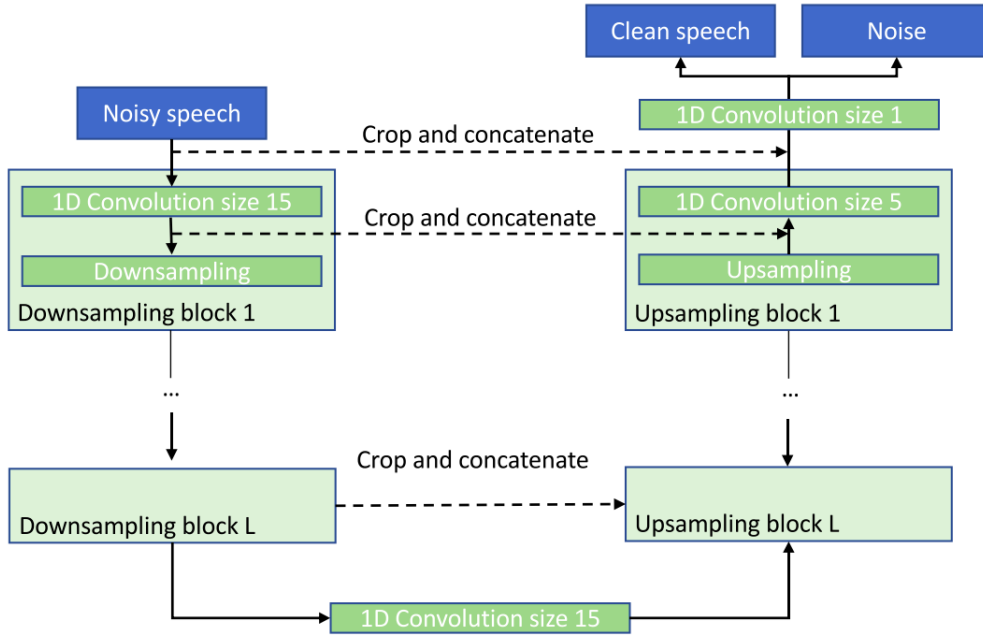 Clean speech
Noise
Noisy speech
1D Convolution size 1
Crop and concatenate
1D Convolution size 15
1D Convolution size 5
Crop and concatenate
Downsampling
Upsampling
Downsampling block 1
Upsampling block 1
...
...
Crop and concatenate
Downsampling block L
Upsampling block L
1D Convolution size 15